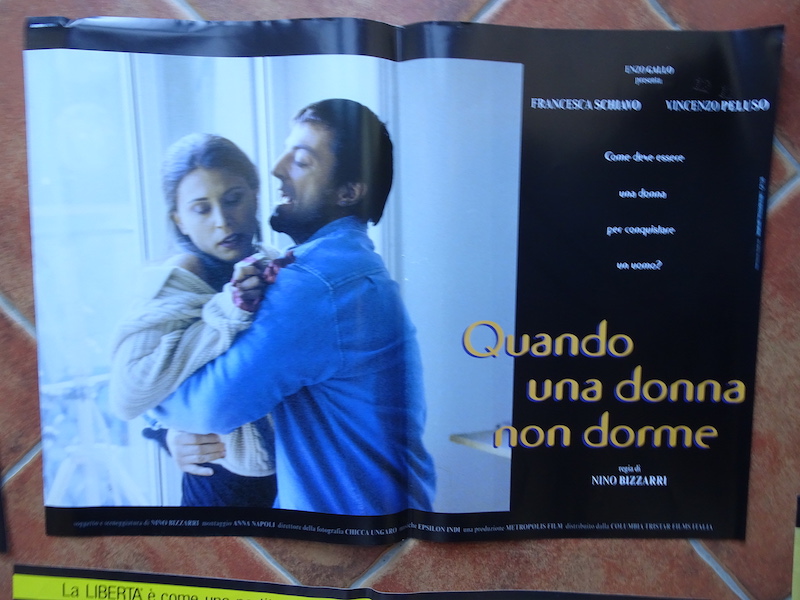 ENZO GALLO
presenta
FRANCESCA SCHIAVO VINCENZO PELUSO
Come deve essere
una donna
per conquistare
un uomo?
Quando
una donna
non dorme
regia di
NINO BIZZARRI
soggetto e sceneggiatura di NINO BIZZARRI montaggio ANNA NAPOLI direttore della fotografia CHICCA UNGARO EPSILON INDI una produzione METROPOLIS FILM distribuito dalla COLUMBIA TRISTAR FILMS ITALIA
La LIBERTÀ è come una